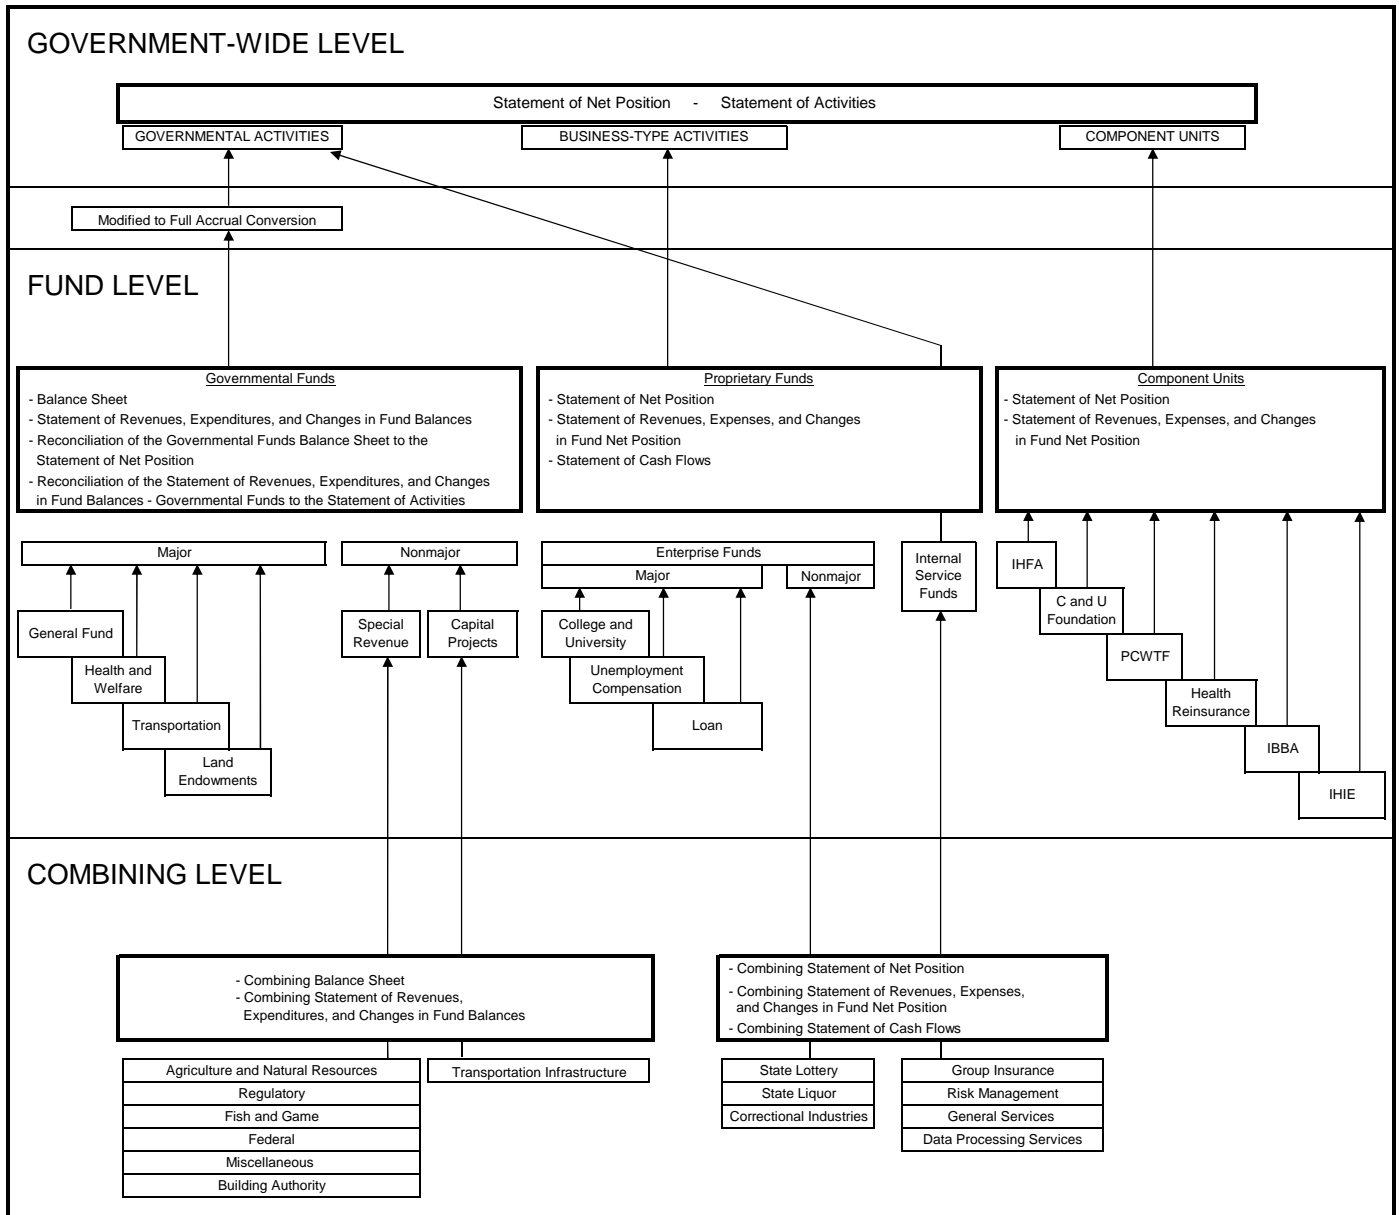 GOVERNMENT-WIDE LEVEL
Statement of Net Position - Statement of Activities
GOVERNMENTAL ACTIVITIES
BUSINESS-TYPE ACTIVITIES
COMPONENT UNITS
Modified to Full Accrual Conversion
FUND LEVEL
Governmental Funds
- Balance Sheet
- Statement of Revenues, Expenditures, and Changes in Fund Balances
- Reconciliation of the Governmental Funds Balance Sheet to the
Statement of Net Position
- Reconciliation of the Statement of Revenues, Expenditures, and Changes
in Fund Balances - Governmental Funds to the Statement of Activities
Proprietary Funds
- Statement of Net Position
- Statement of Revenues, Expenses, and Changes
in Fund Net Position
- Statement of Cash Flows
Component Units
- Statement of Net Position
- Statement of Revenues, Expenses, and Changes
in Fund Net Position
Major
General Fund
Health and
Welfare
Transportation
Land
Endowments
Nonmajor
Special
Revenue
Capital
Projects
Enterprise Funds
Major
Nonmajor
College and
University
Unemployment
Compensation
Loan
Internal
Service
Funds
IHFA
C and U
Foundation
PCWTF
Health
Reinsurance
IBBA
IHIE
COMBINING LEVEL
- Combining Balance Sheet
- Combining Statement of Revenues,
Expenditures, and Changes in Fund Balances
- Combining Statement of Net Position
- Combining Statement of Revenues, Expenses,
and Changes in Fund Net Position
- Combining Statement of Cash Flows
Agriculture and Natural Resources
Regulatory
Fish and Game
Federal
Miscellaneous
Building Authority
Transportation Infrastructure
State Lottery
State Liquor
Correctional Industries
Group Insurance
Risk Management
General Services
Data Processing Services